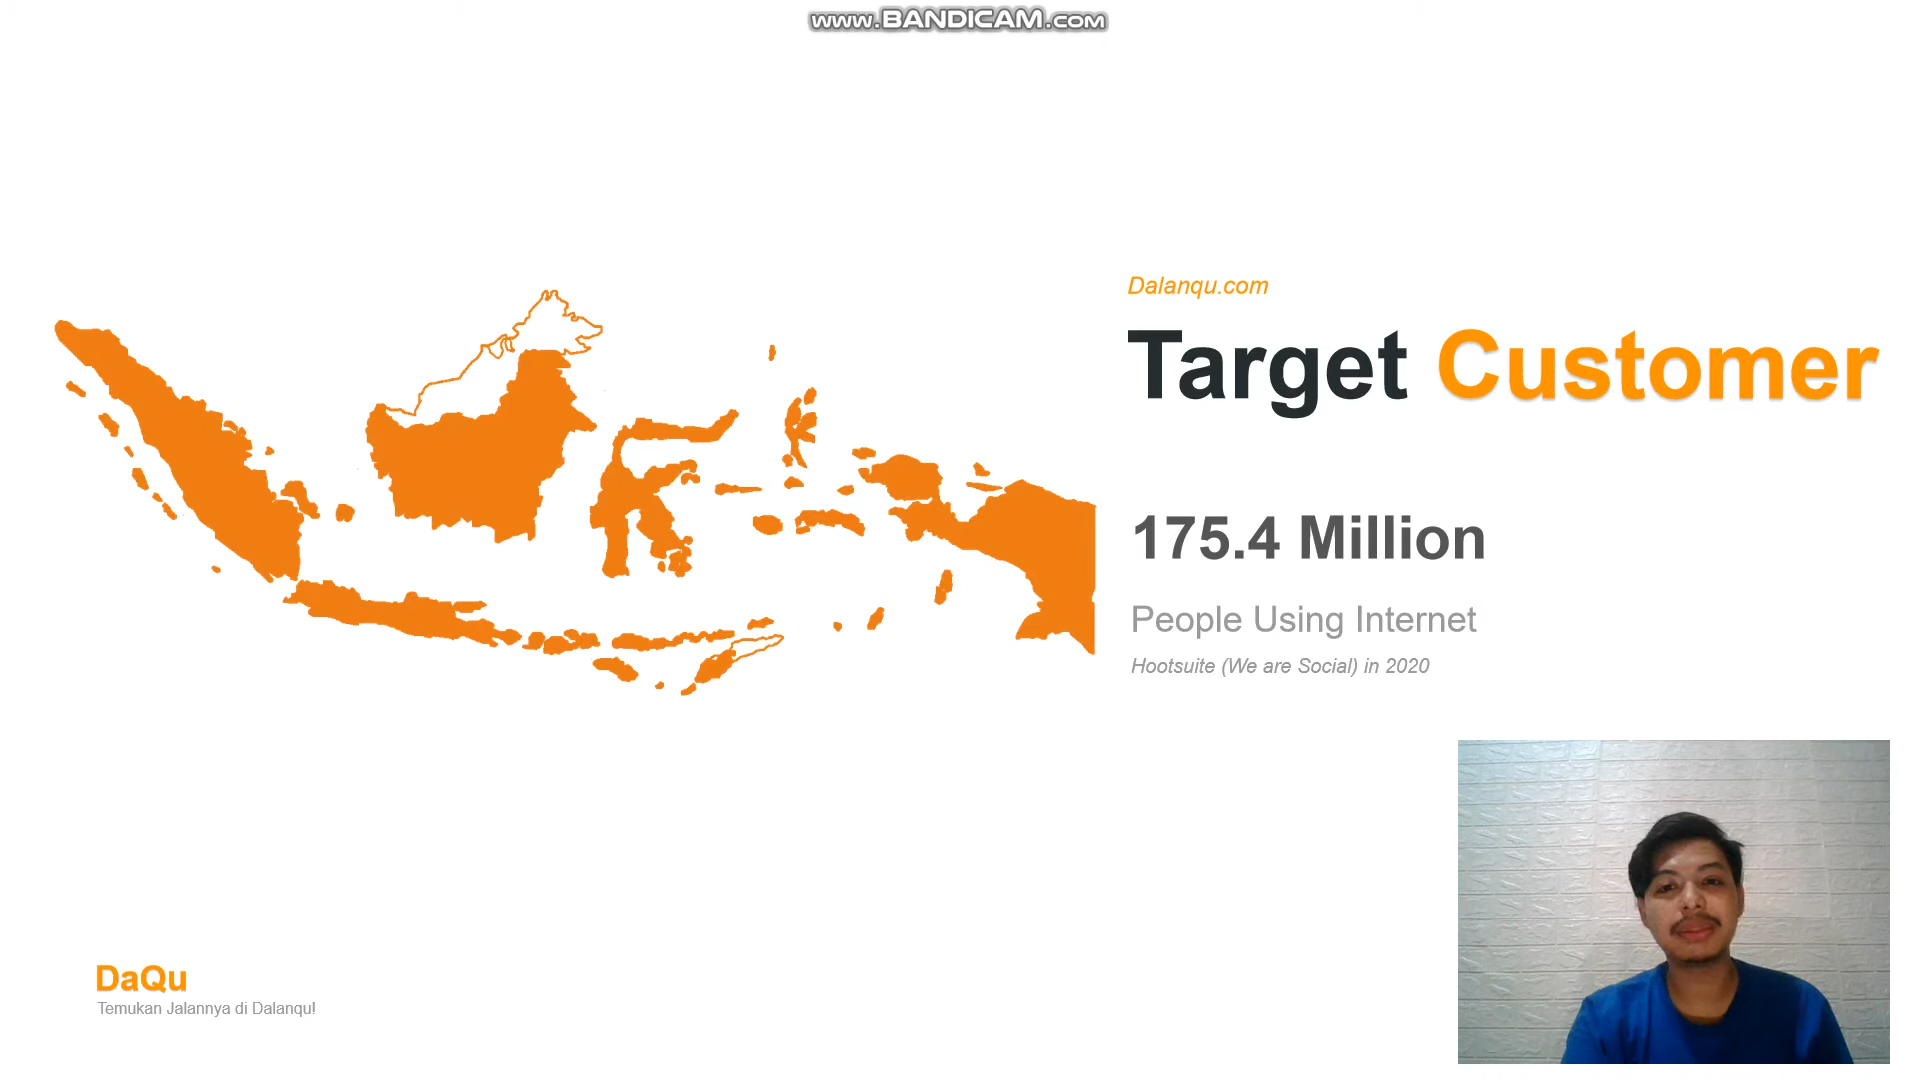 www.BANDICAM.com
Dalanqu.com
Target Customer
175.4 Million
People Using Internet
Hootsuite (We are Social) in 2020
DaQu
Temukan Jalannya di Dalanqu!